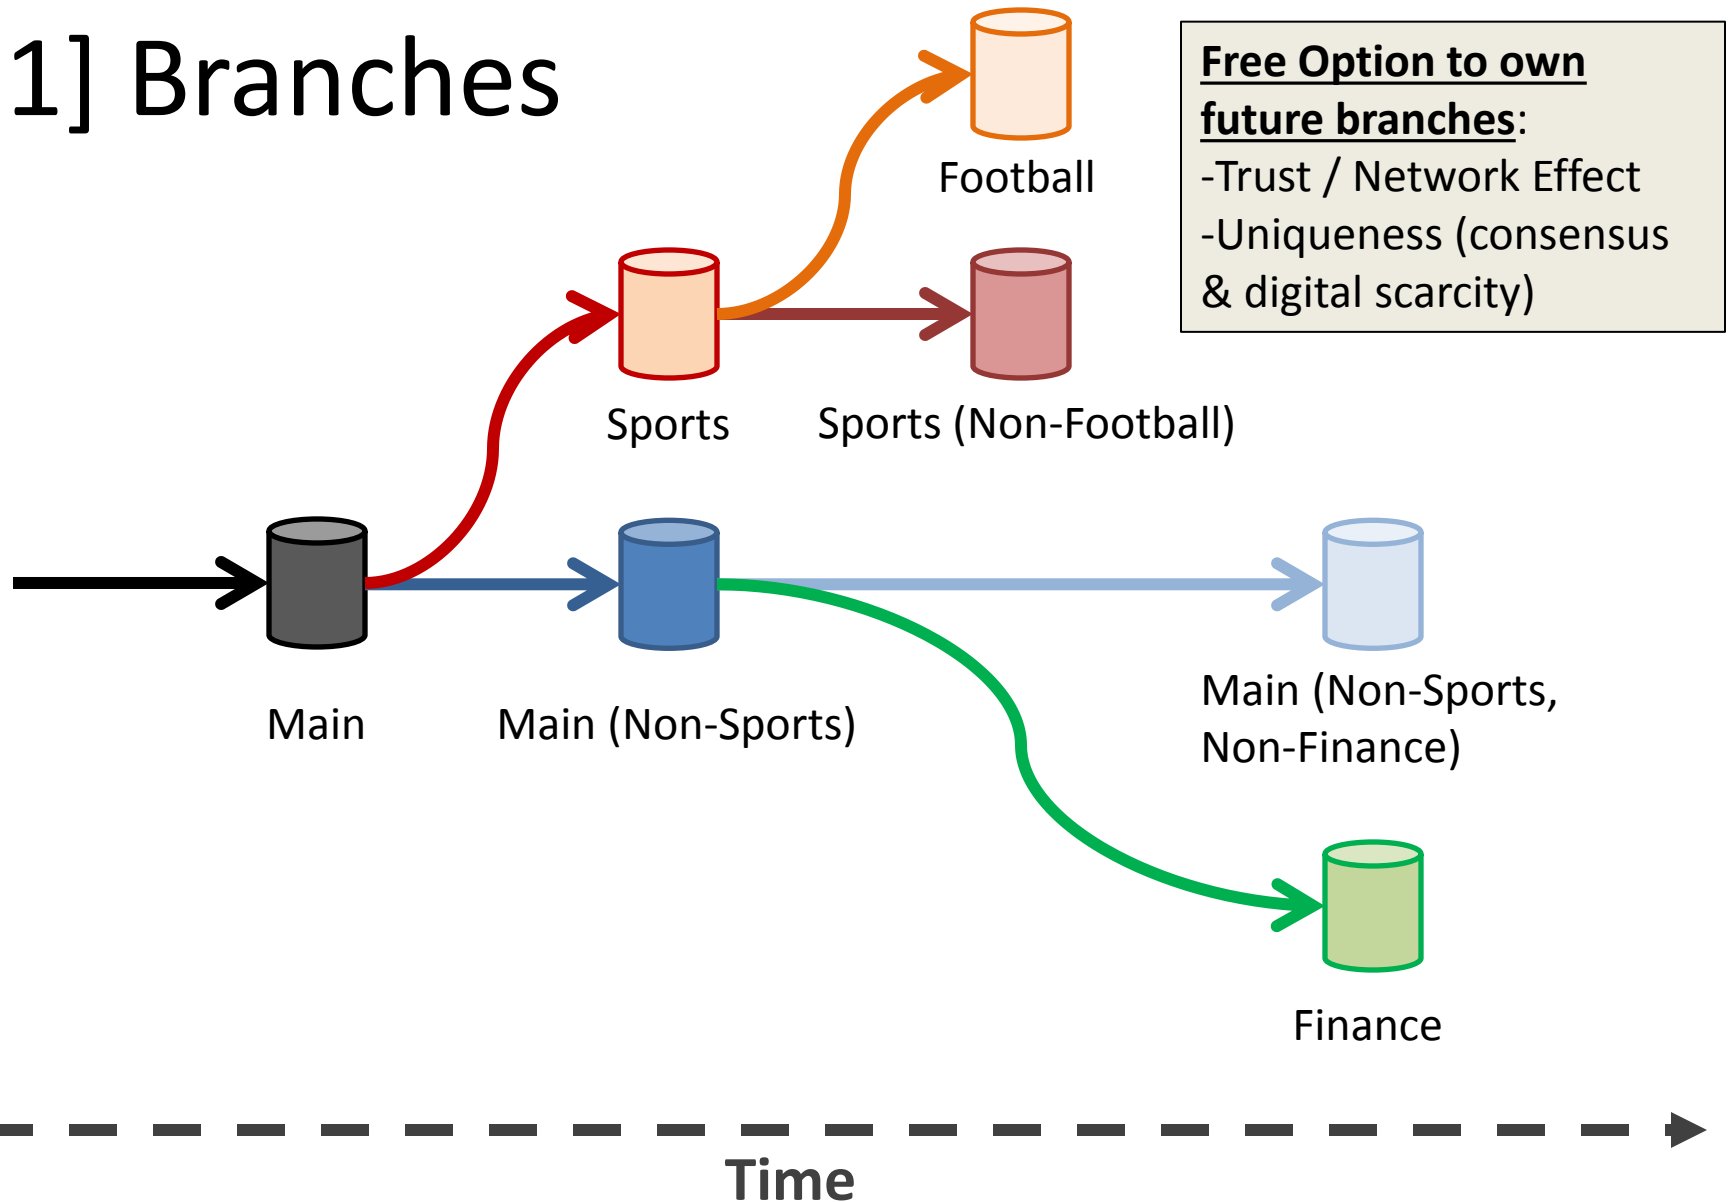 1] Branches
Free Option to own
future branches:
-Trust / Network Effect
-Uniqueness (consensus
& digital scarcity)
Football
Sports
Sports (Non-Football)
Main
Main (Non-Sports)
Main (Non-Sports,
Non-Finance)
Finance
Time